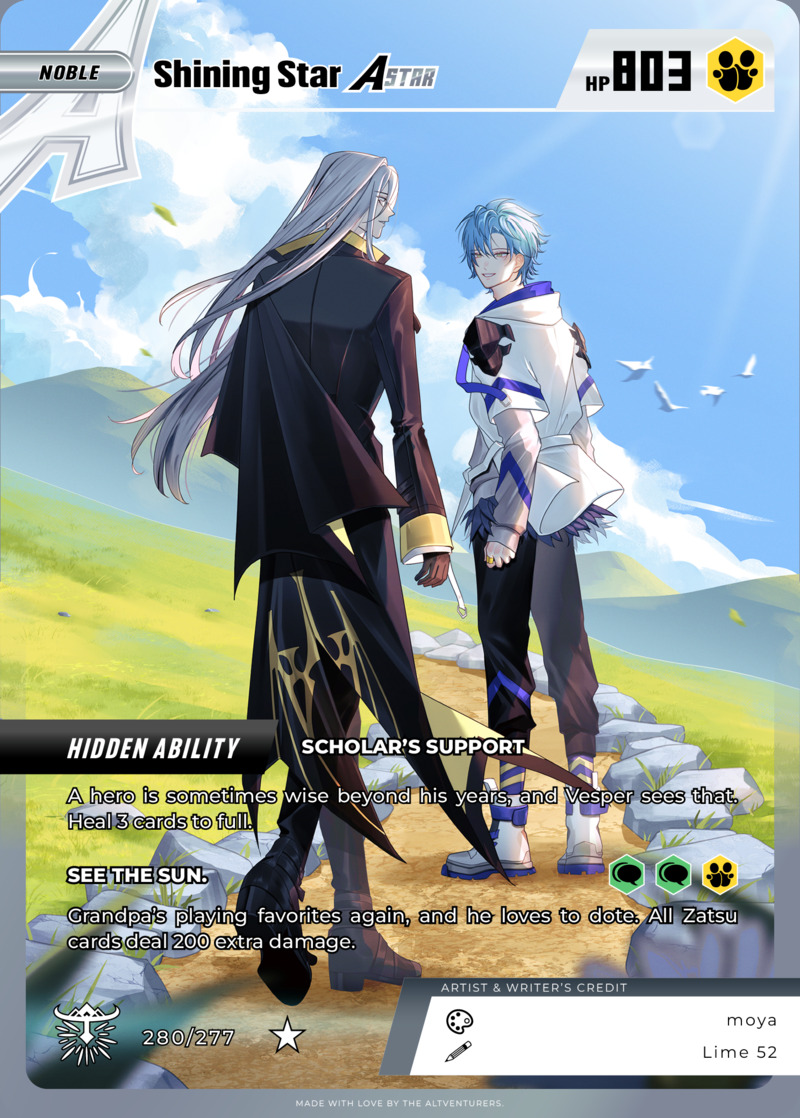 NOBLE
Shining Star A STAR
HP 803
HIDDEN ABILITY
SCHOLAR'S SUPPORT
A hero is sometimes wise beyond his years, and Vesper sees that.
Heal 3 cards to full.
SEE THE SUN.
Grandpa's playing favorites again, and he loves to dote. All Zatsu
cards deal 200 extra damage.
280/277
ARTIST & WRITER'S CREDIT
moya
Lime 52
MADE WITH LOVE BY THE ALTVENTURERS.